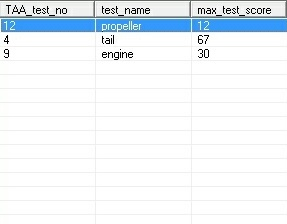 TAA_test_no test_name max_test_score
12 propeller 12
4 tail 67
9 engine 30